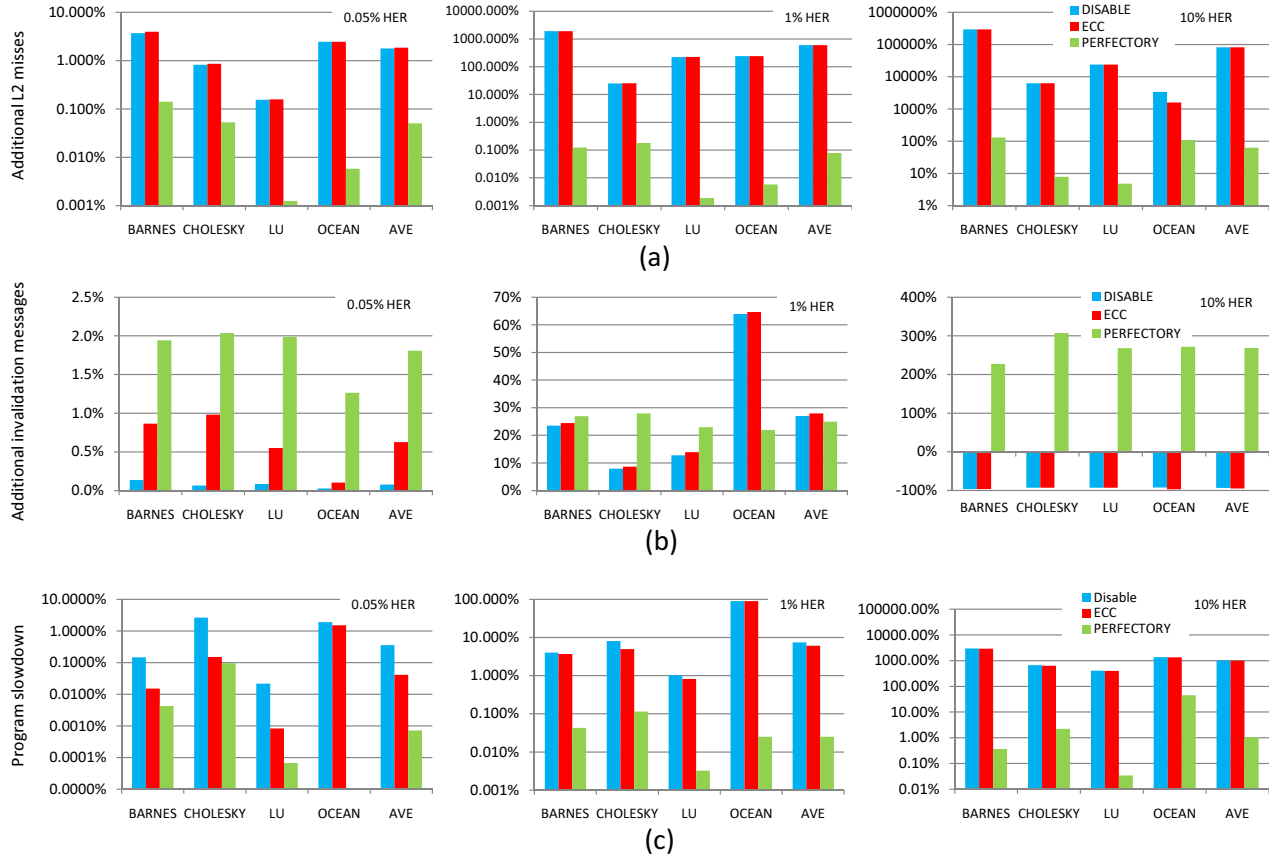 Additional L2 misses
0.05% HER
10.000%
1.000%
0.100%
0.010%
0.001%
BARNES CHOLESKY LU OCEAN AVE
1% HER
10000.000%
1000.000%
100.000%
10.000%
1.000%
0.100%
0.010%
0.001%
BARNES CHOLESKY LU OCEAN AVE
DISABLE
ECC
PERFECTORY
10% HER
1000000%
100000%
10000%
1000%
100%
10%
1%
BARNES CHOLESKY LU OCEAN AVE
(a)
Additional invalidation messages
0.05% HER
2.5%
2.0%
1.5%
1.0%
0.5%
0.0%
BARNES CHOLESKY LU OCEAN AVE
1% HER
70%
60%
50%
40%
30%
20%
10%
0%
BARNES CHOLESKY LU OCEAN AVE
DISABLE
ECC
PERFECTORY
10% HER
400%
300%
200%
100%
0%
-100%
BARNES CHOLESKY LU OCEAN AVE
(b)
Program slowdown
0.05% HER
10.0000%
1.0000%
0.1000%
0.0100%
0.0010%
0.0001%
0.0000%
BARNES CHOLESKY LU OCEAN AVE
1% HER
100.000%
10.000%
1.000%
0.100%
0.010%
0.001%
BARNES CHOLESKY LU OCEAN AVE
Disable
ECC
PERFECTORY
10% HER
100000.00%
10000.00%
1000.00%
100.00%
10.00%
1.00%
0.10%
0.01%
BARNES CHOLESKY LU OCEAN AVE
(c)